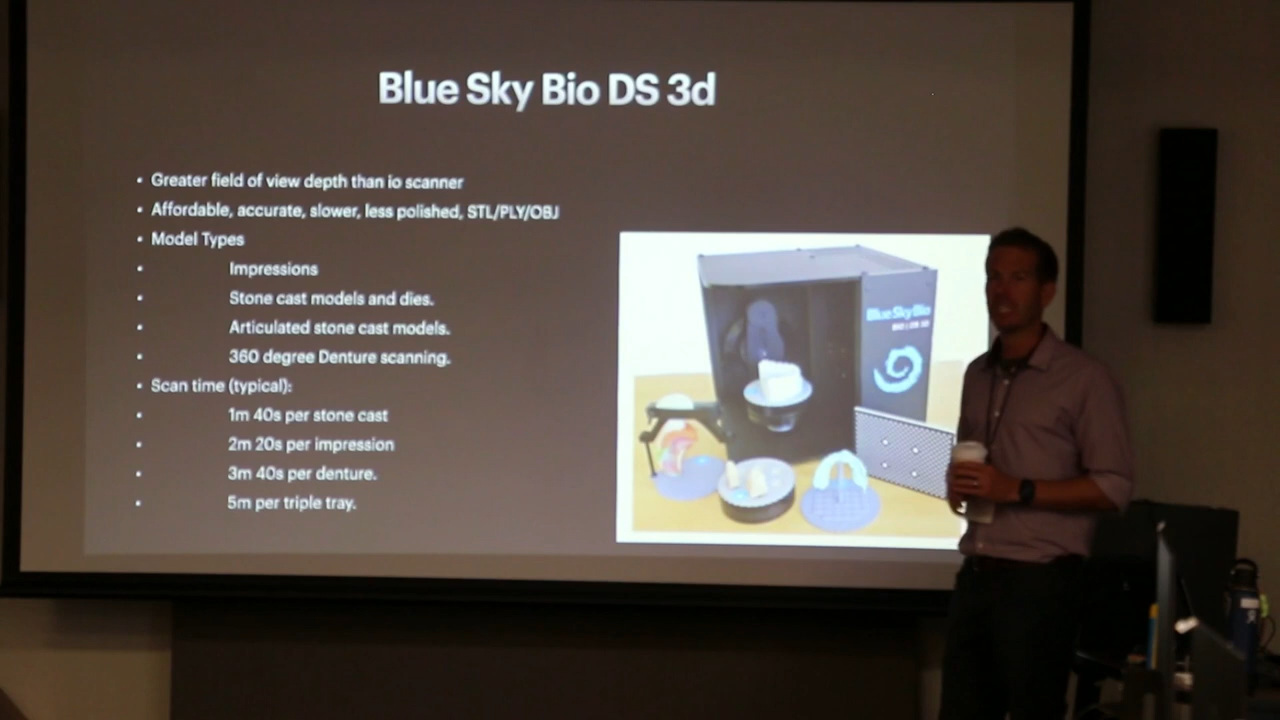 Blue Sky Bio DS 3d
• Greater field of view depth than io scanner
• Affordable, accurate, slower, less polished, STL/PLY/OBJ
• Model Types
• Impressions
• Stone cast models and dies.
• Articulated stone cast models.
• 360 degree Denture scanning.
• Scan time (typical):
• 1m 40s per stone cast
• 2m 20s per impression
• 3m 40s per denture.
• 5m per triple tray.
BlueSkyBio